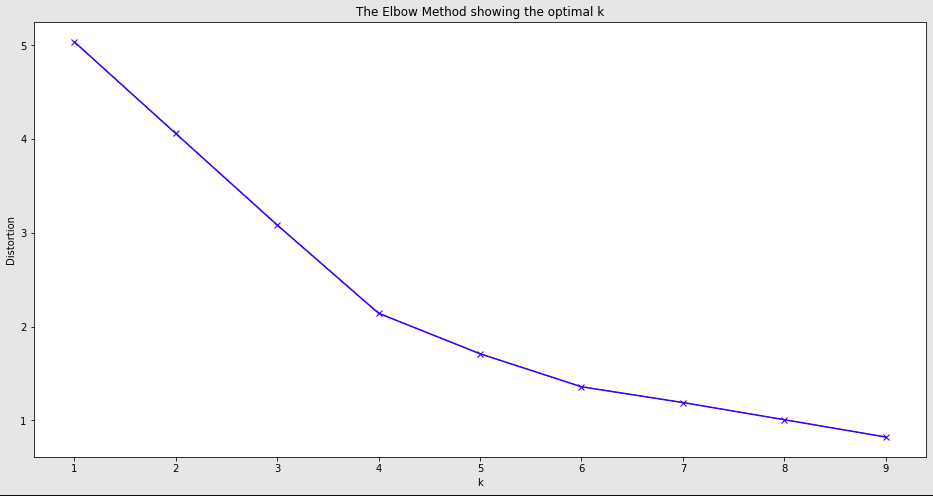 The Elbow Method showing the optimal k
5
4
3
2
1
Distortion
1 2 3 4 5 6 7 8 9
k